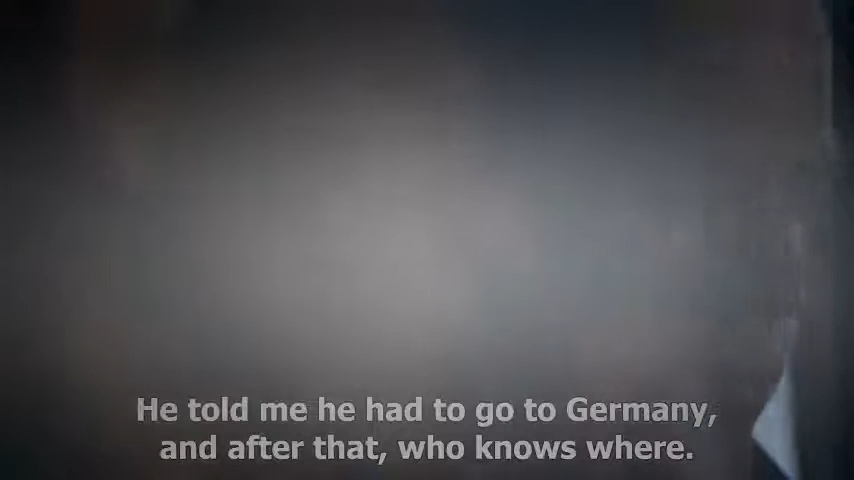 He told me he had to go to Germany,
and after that, who knows where.